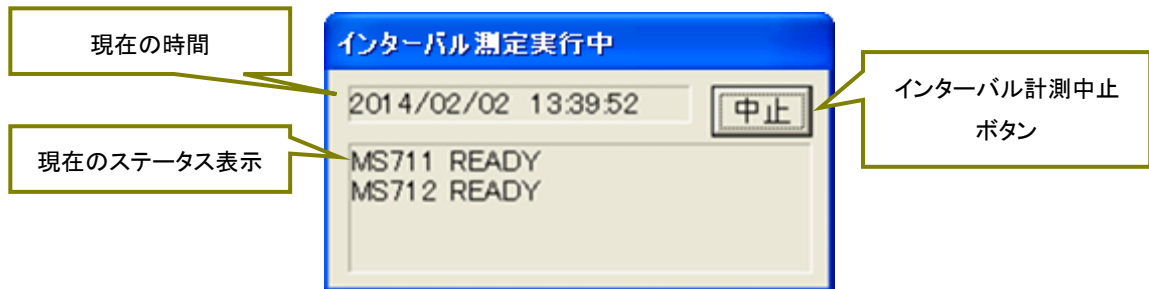 現在の時間
インターバル測定実行中
2014/02/02 13:39:52
中止
インターバル計測中止
ボタン
現在のステータス表示
MS711 READY
MS712 READY